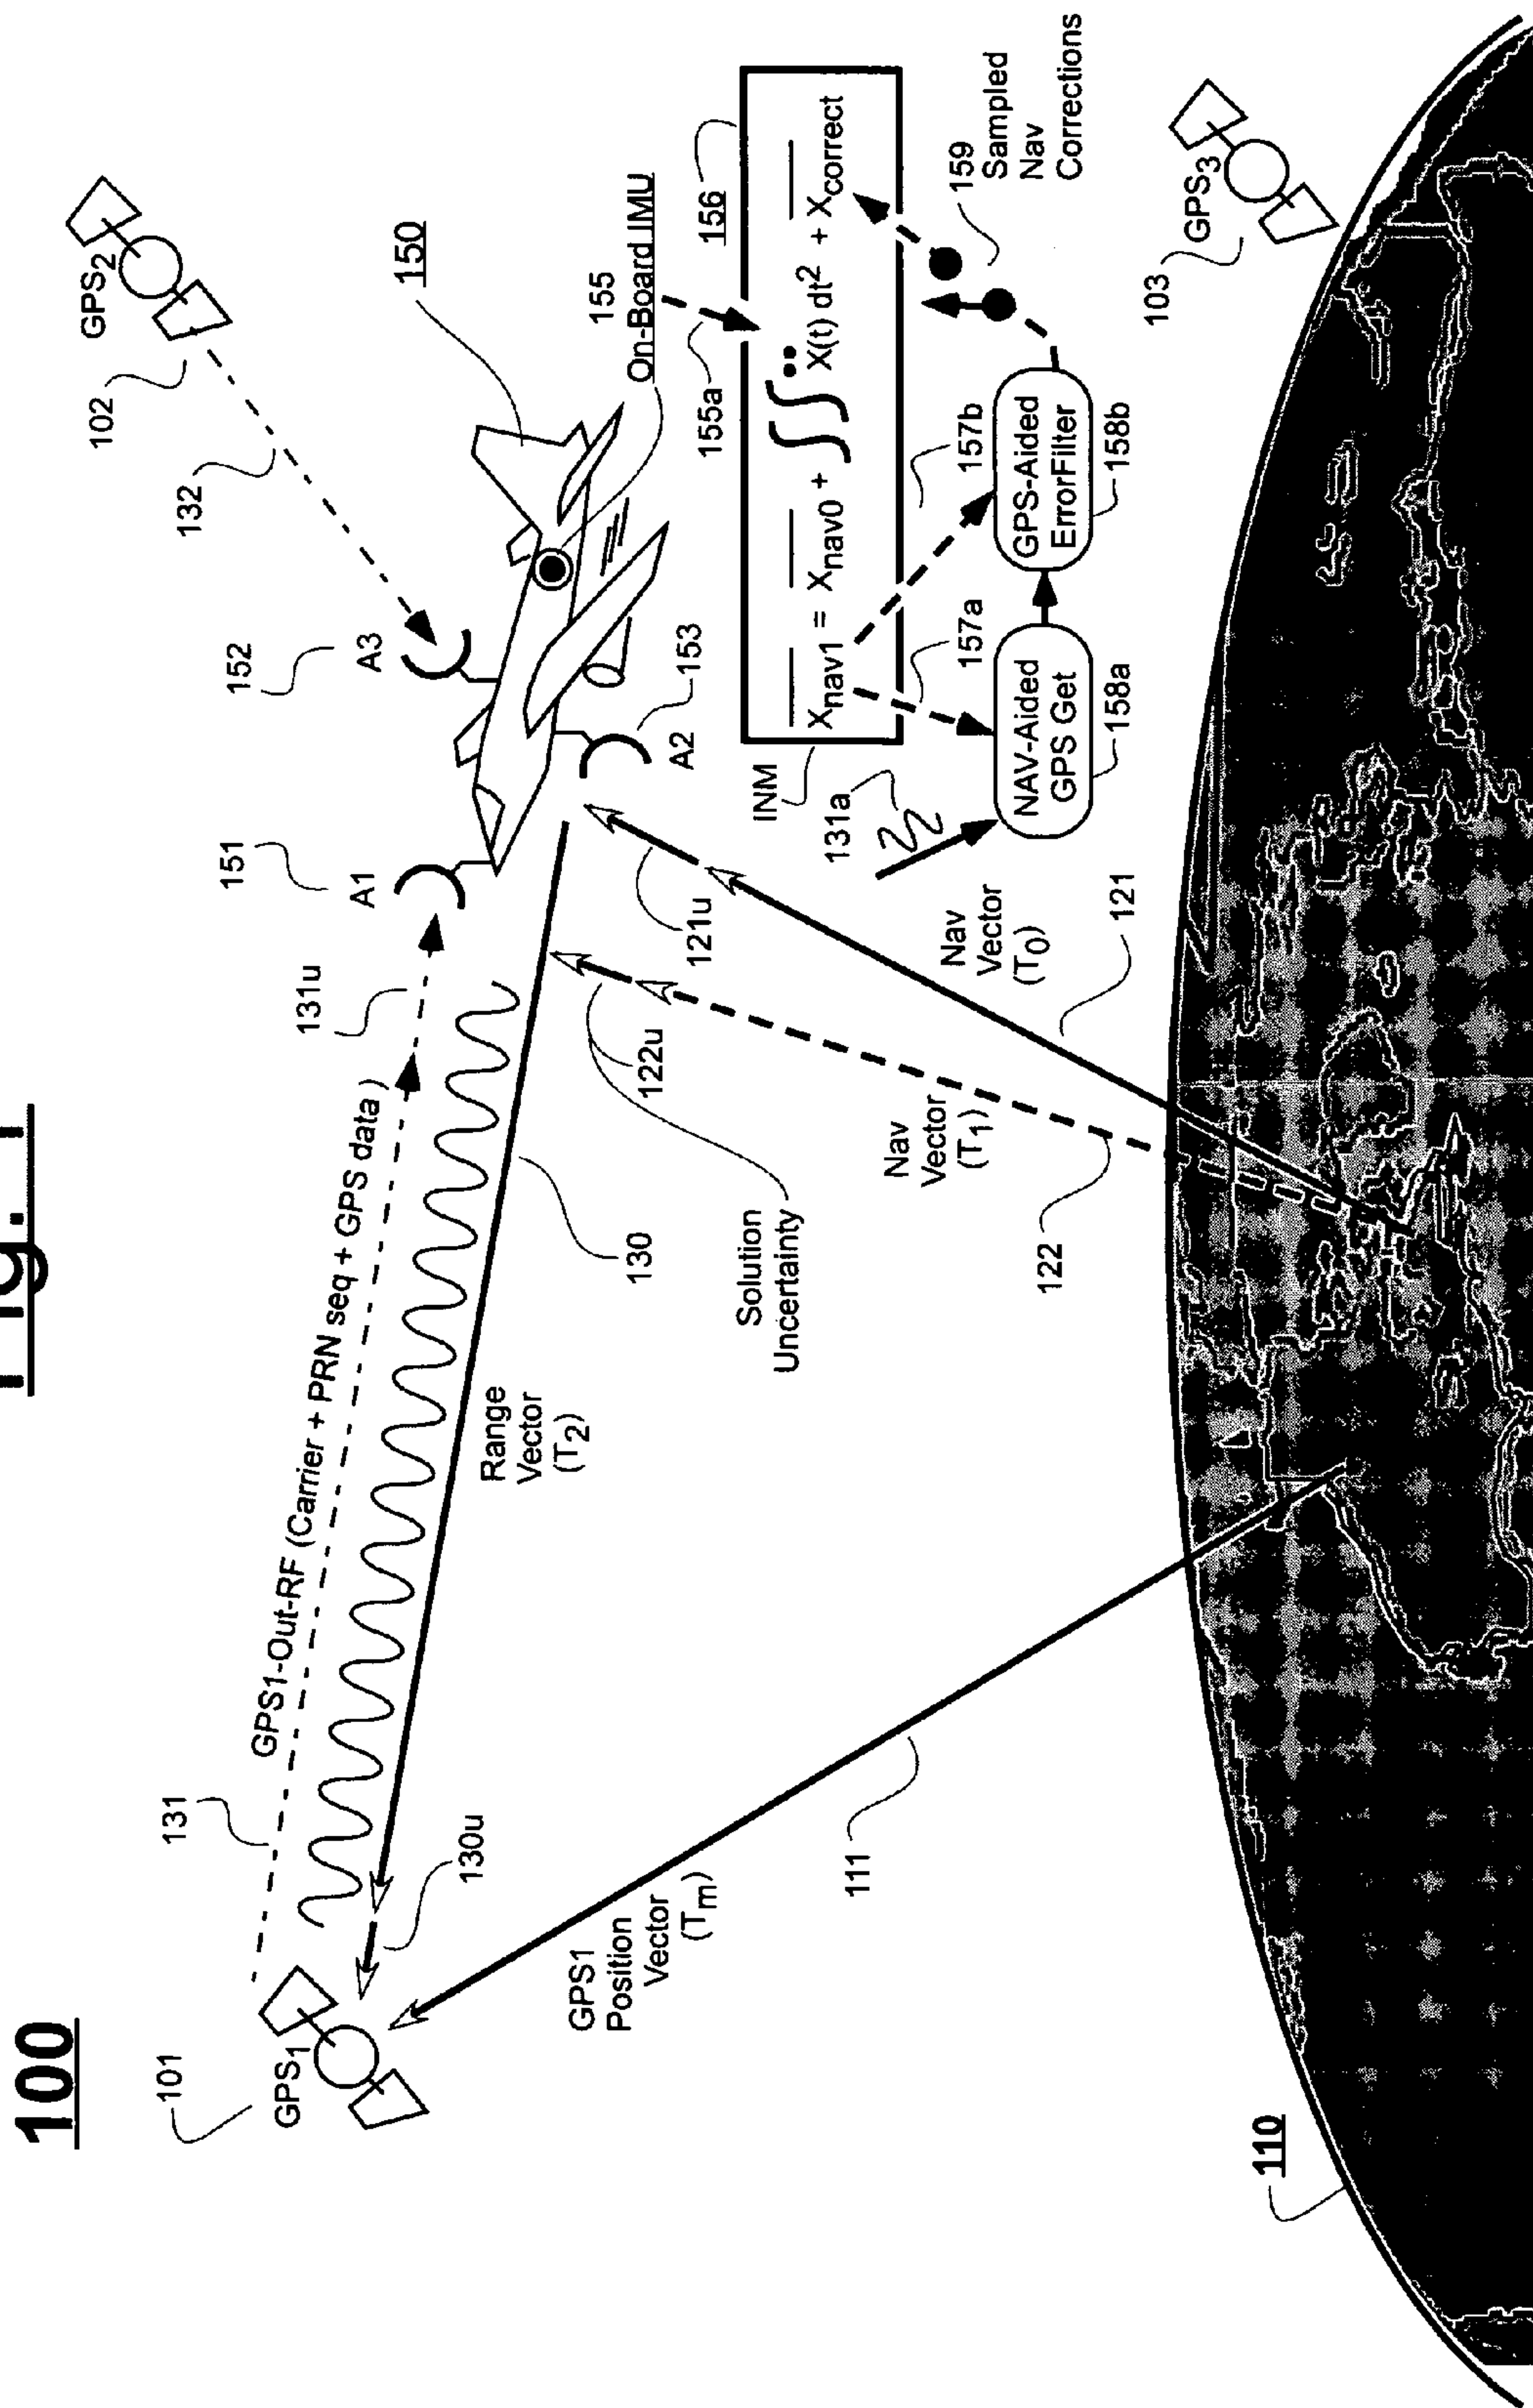 Fig. 1
100
101
GPS1
131
GPS1-Out-RF (Carrier + PRN seq + GPS data )
131u
151
A1
152
A3
132
102
GPS2
150
130u
Range
Vector
(T2)
130
122u
121u
A2
153
155
On-Board IMU
155a
156
INM
Xnav1 = Xnav0 + ∫∫ Ẍ(t) dt2 + Xcorrect
131a
157a
157b
NAV-Aided
GPS Get
158a
GPS-Aided
ErrorFilter
158b
159
Sampled
Nav
Corrections
GPS1
Position
Vector
(Tm)
111
Solution
Uncertainty
Nav
Vector
(T1)
122
Nav
Vector
(T0)
121
103
GPS3
110